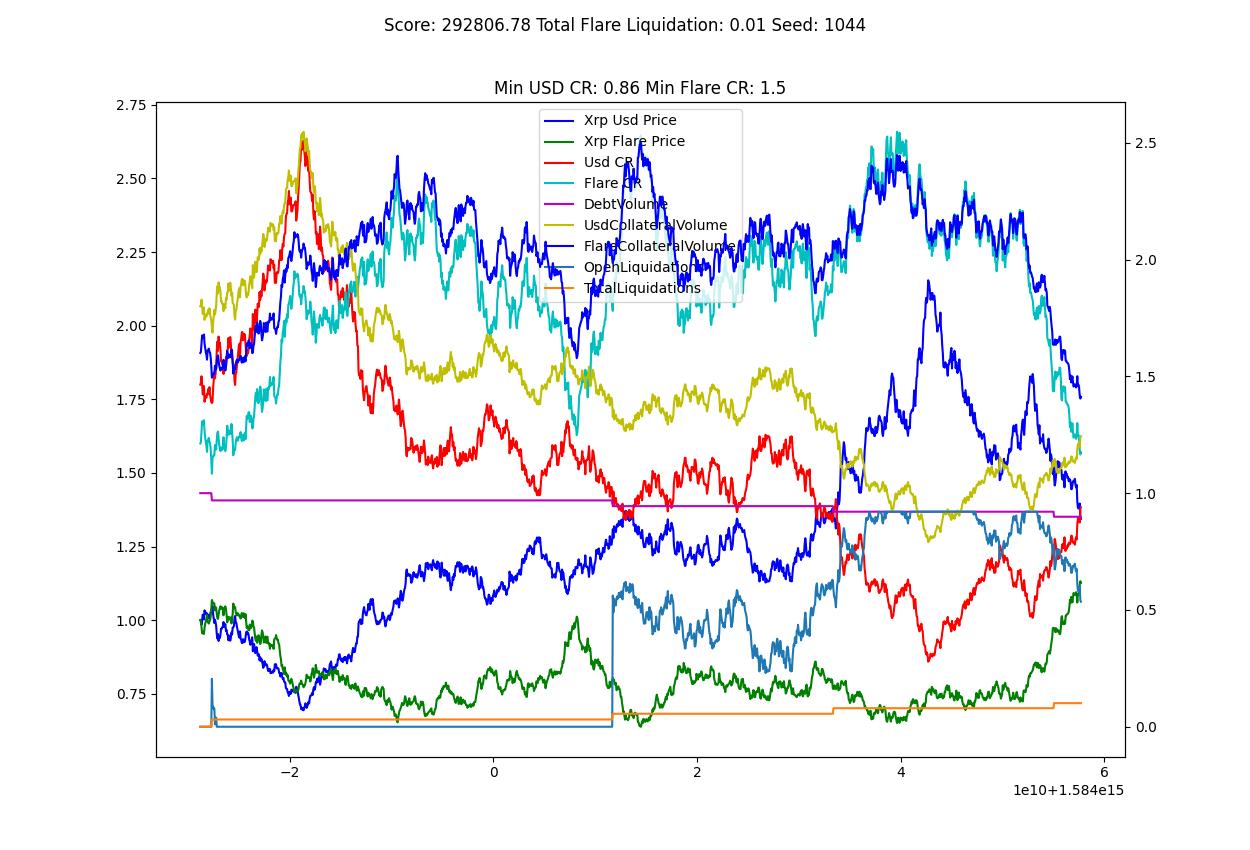 Score: 292806.78 Total Flare Liquidation: 0.01 Seed: 1044
Min USD CR: 0.86 Min Flare CR: 1.5
Xrp Usd Price
Xrp Flare Price
Usd CR
Flare CR
DebtVolume
UsdCollateralVolume
FlareCollateralVolume
OpenLiquidations
TotalLiquidations
2.75
2.50
2.25
2.00
1.75
1.50
1.25
1.00
0.75
2.5
2.0
1.5
1.0
0.5
0.0
−2
0
2
4
6
1e10+1.584e15